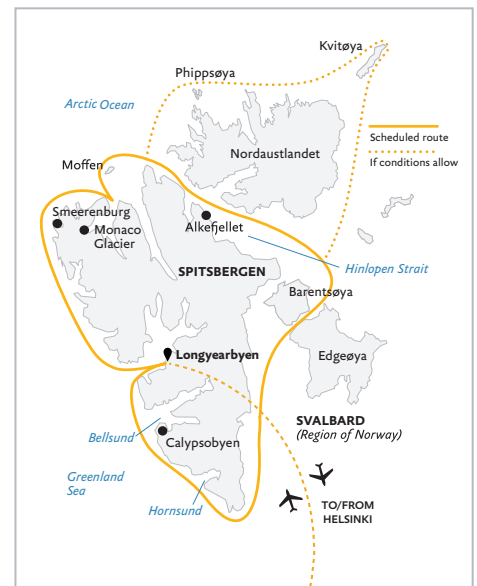 Kvitøya
Phippsøya
Arctic Ocean
Scheduled route
If conditions allow
Nordaustlandet
Moffen
Smeerenburg
Monaco
Glacier
Alkefjellet
SPITSBERGEN
Hinlopen Strait
Barentsøya
Longyearbyen
Edgeøya
SVALBARD
(Region of Norway)
Bellsund
Calypsobyen
Greenland
Sea
Hornsund
TO/FROM
HELSINKI